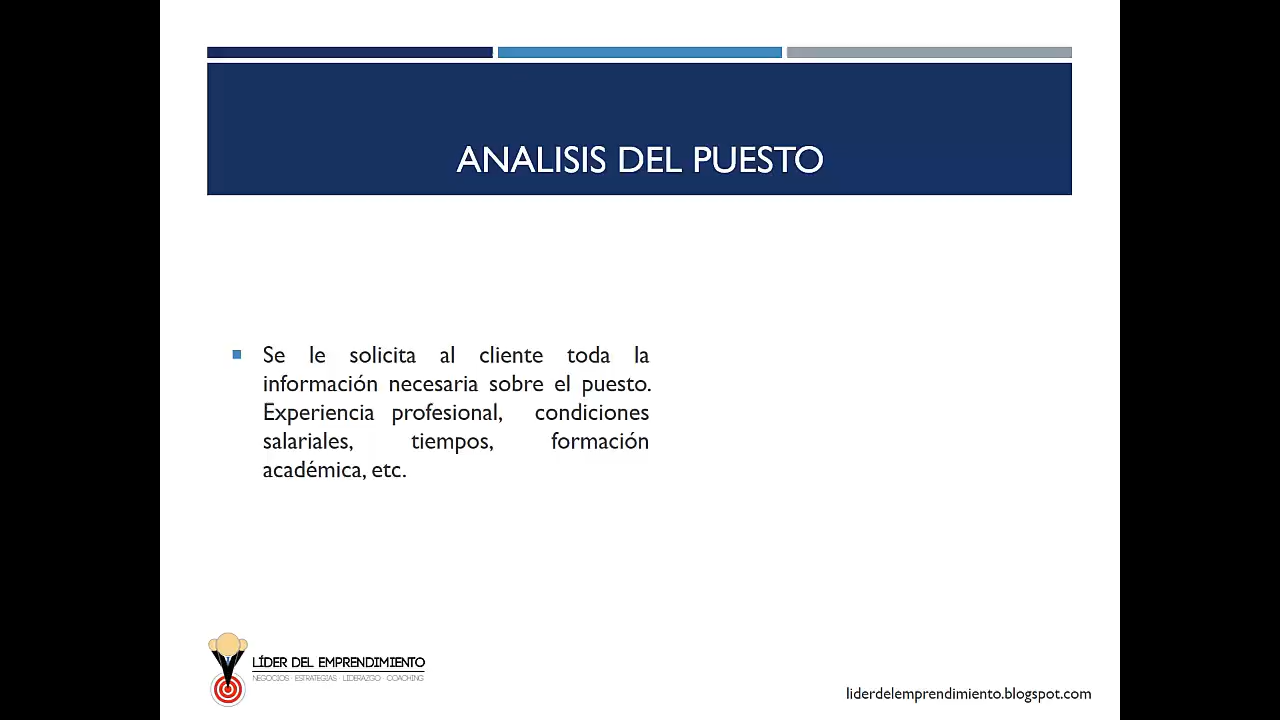 ANALISIS DEL PUESTO
Se le solicita al cliente toda la
información necesaria sobre el puesto.
Experiencia profesional, condiciones
salariales, tiempos, formación
académica, etc.
LÍDER DEL EMPRENDIMIENTO
NEGOCIOS · ESTRATEGIAS · LIDERAZGO · COACHING
liderdelemprendimiento.blogspot.com